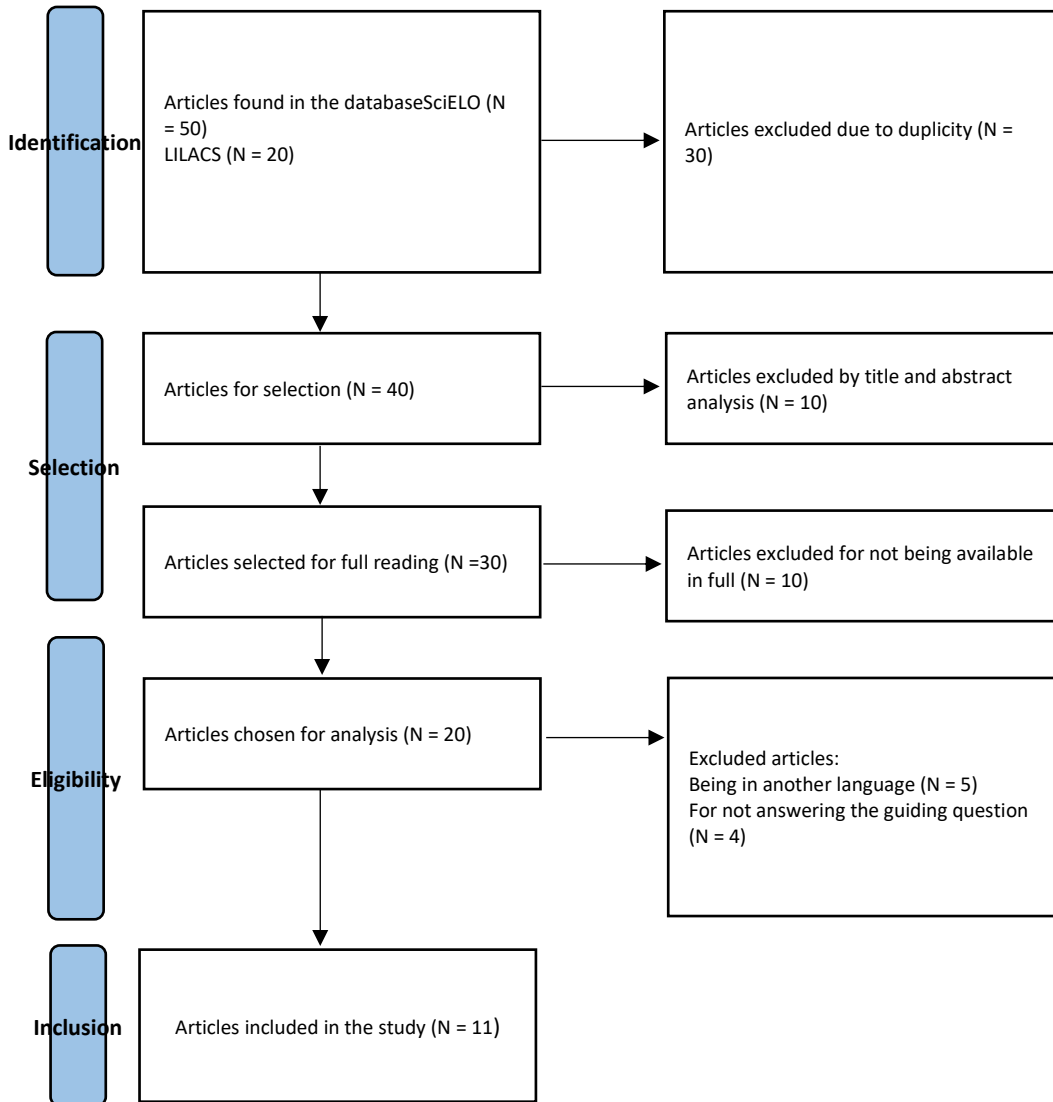 Identification
Articles found in the databaseSciELO (N
= 50)
LILACS (N = 20)
Articles excluded due to duplicity (N =
30)
Selection
Articles for selection (N = 40)
Articles excluded by title and abstract
analysis (N = 10)
Articles selected for full reading (N =30)
Articles excluded for not being available
in full (N = 10)
Eligibility
Articles chosen for analysis (N = 20)
Excluded articles:
Being in another language (N = 5)
For not answering the guiding question
(N = 4)
Inclusion
Articles included in the study (N = 11)